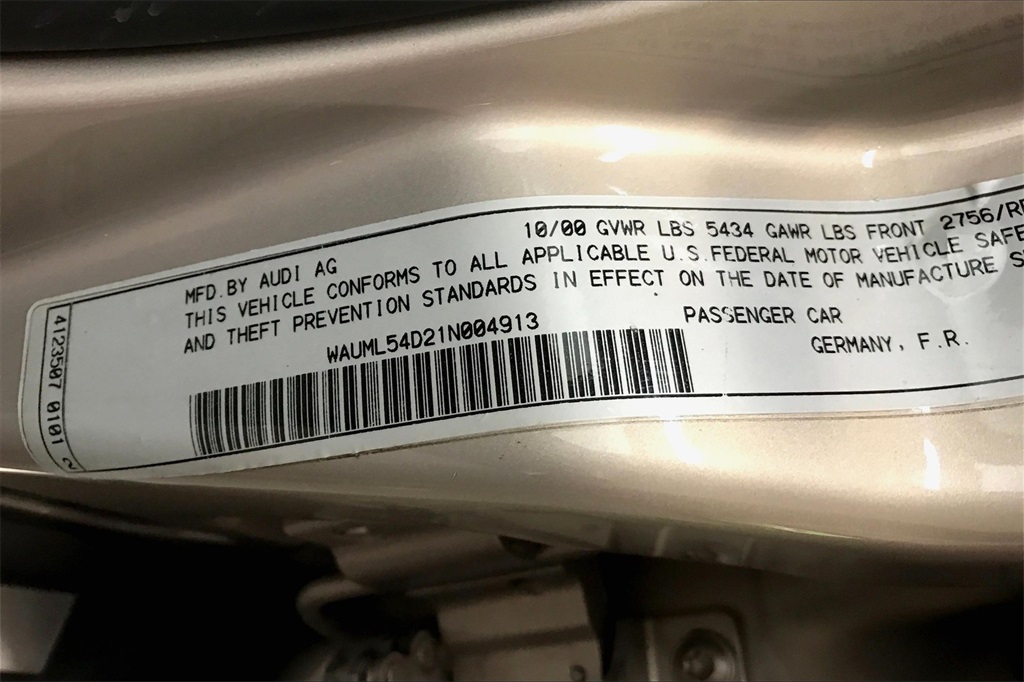 10/00 GVWR LBS 5434 GAWR LBS FRONT 2756/
MFD.BY AUDI AG
THIS VEHICLE CONFORMS TO ALL APPLICABLE U.S.FEDERAL MOTOR VEHICLE SAFE
AND THEFT PREVENTION STANDARDS IN EFFECT ON THE DATE OF MANUFACTURE
WAUML54D21N004913
PASSENGER CAR
GERMANY, F.R.
4123507 0101 2